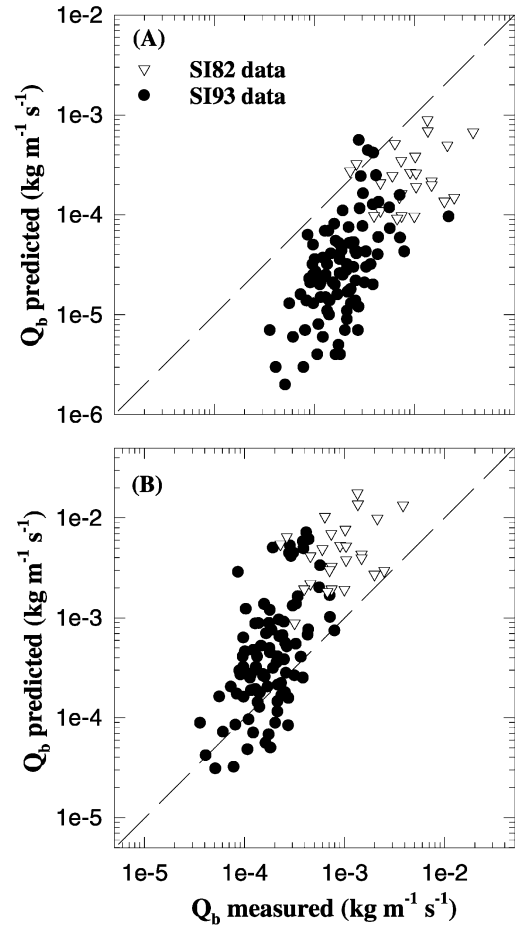 1e-2
(A)
SI82 data
SI93 data
1e-3
1e-4
1e-5
1e-6
Q_b predicted (kg m⁻¹ s⁻¹)
(B)
1e-2
1e-3
1e-4
1e-5
Q_b predicted (kg m⁻¹ s⁻¹)
1e-5 1e-4 1e-3 1e-2
Q_b measured (kg m⁻¹ s⁻¹)